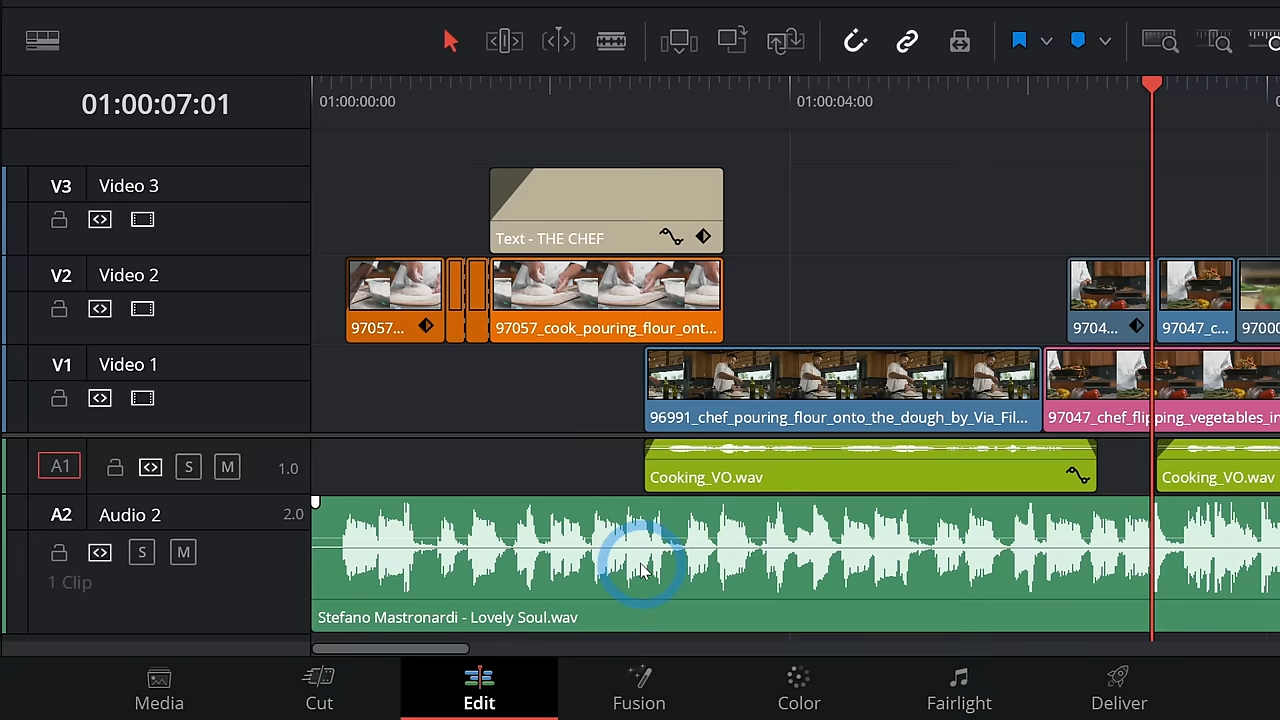 01:00:07:01
01:00:00:00
01:00:04:00
V3 Video 3
Text - THE CHEF
V2 Video 2
97057...
97057_cook_pouring_flour_ont...
9704...
97047_c...
97000
V1 Video 1
96991_chef_pouring_flour_onto_the_dough_by_Via_Fil...
97047_chef_flipping_vegetables_in
A1 S M 1.0
Cooking_VO.wav
Cooking_VO.wav
A2 Audio 2 2.0
S M
1 Clip
Stefano Mastronardi - Lovely Soul.wav
Media
Cut
Edit
Fusion
Color
Fairlight
Deliver